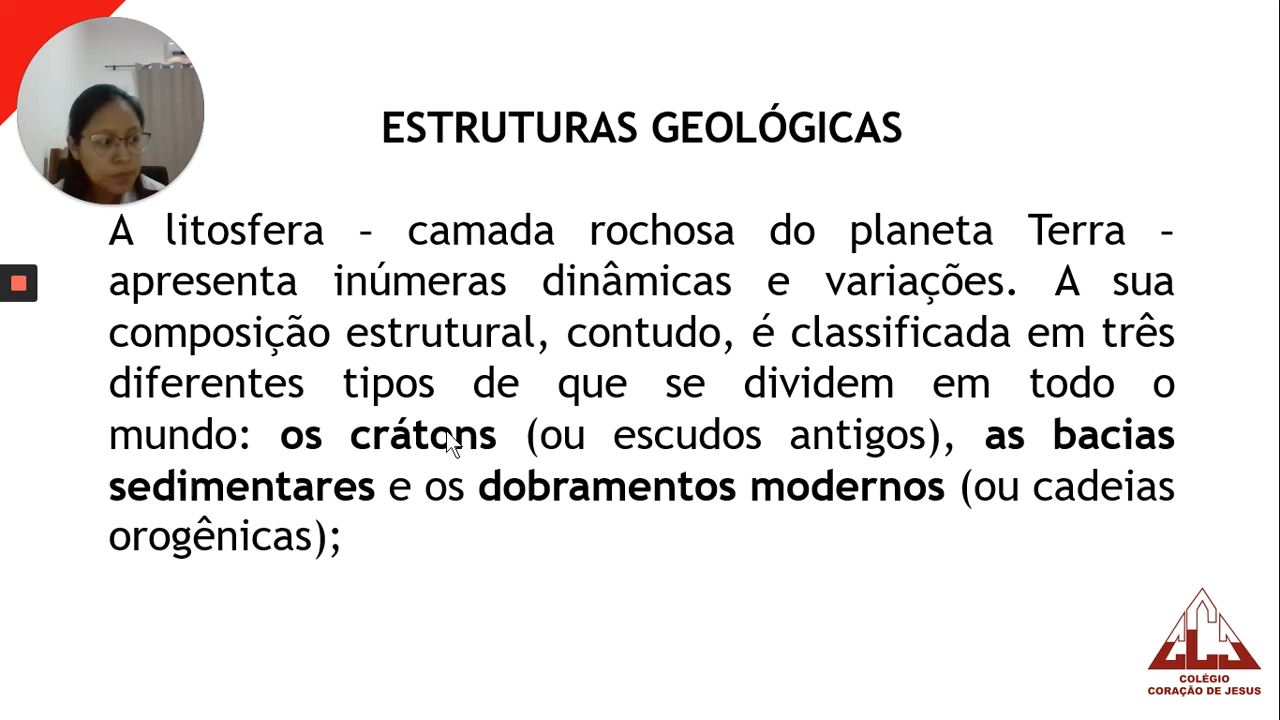 ESTRUTURAS GEOLÓGICAS
A litosfera – camada rochosa do planeta Terra –
apresenta inúmeras dinâmicas e variações. A sua
composição estrutural, contudo, é classificada em três
diferentes tipos de que se dividem em todo o
mundo: os crátons (ou escudos antigos), as bacias
sedimentares e os dobramentos modernos (ou cadeias
orogênicas);
CCJ
COLÉGIO
CORAÇÃO DE JESUS